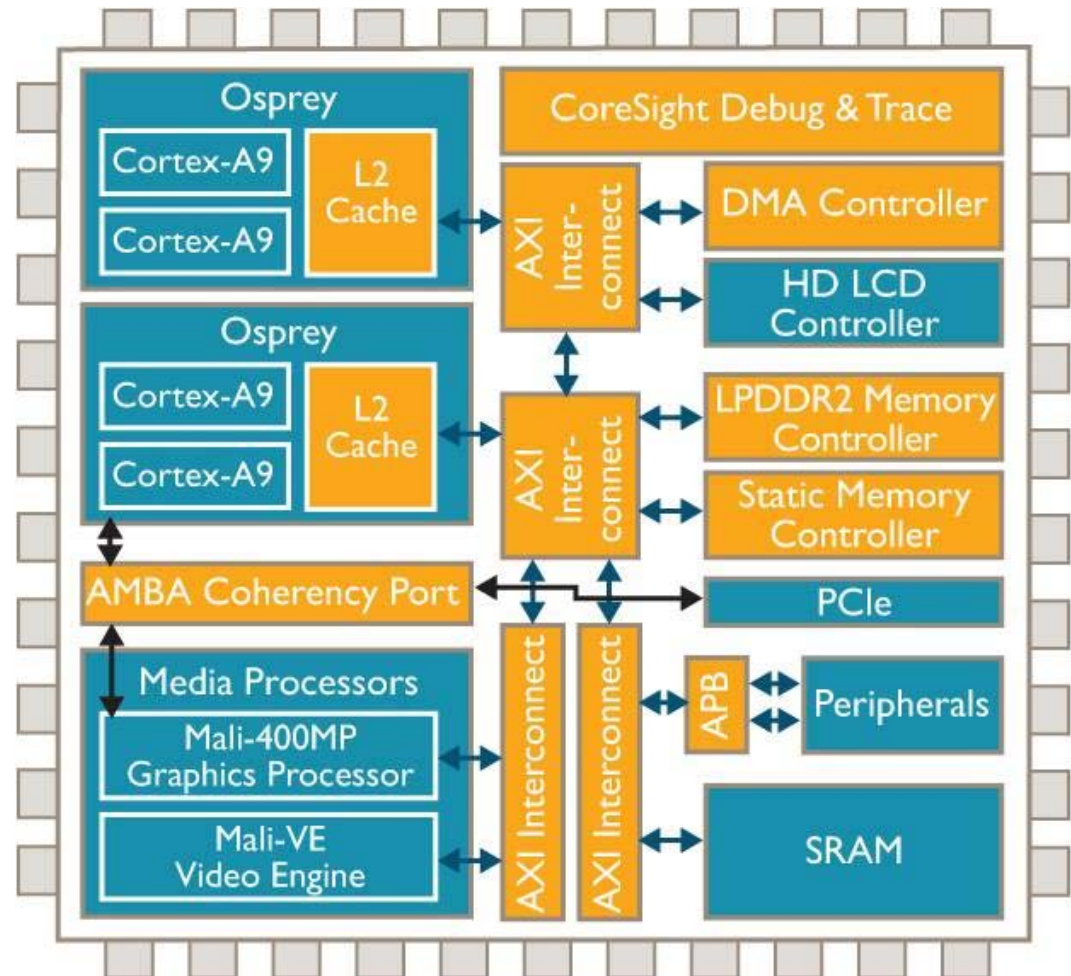 Osprey
Cortex-A9
Cortex-A9
L2
Cache
CoreSight Debug & Trace
AXI
Inter-
connect
DMA Controller
HD LCD
Controller
Osprey
Cortex-A9
Cortex-A9
L2
Cache
AXI
Inter-
connect
LPDDR2 Memory
Controller
Static Memory
Controller
AMBA Coherency Port
PCIe
Media Processors
Mali-400MP
Graphics Processor
Mali-VE
Video Engine
AXI Interconnect
AXI Interconnect
APB
Peripherals
SRAM